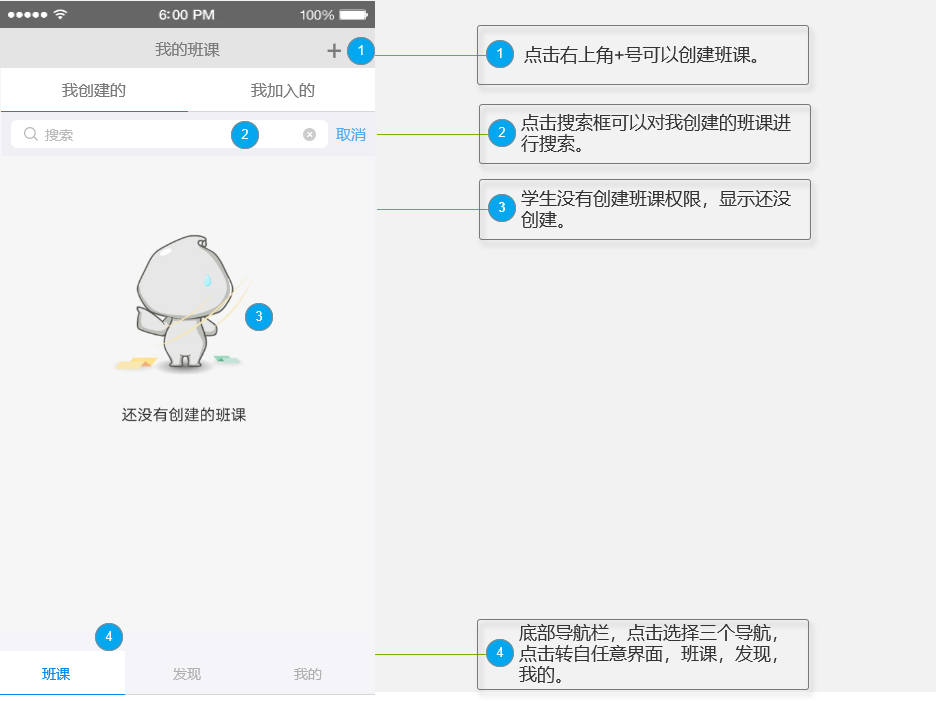 6:00 PM 100%
我的班课 + 1
我创建的 我加入的
搜索 2 取消
3
还没有创建的班课
4
班课 发现 我的
1 点击右上角+号可以创建班课。
2 点击搜索框可以对我创建的班课进
行搜索。
3 学生没有创建班课权限，显示还没
创建。
4 底部导航栏，点击选择三个导航，
点击转自任意界面，班课，发现，
我的。